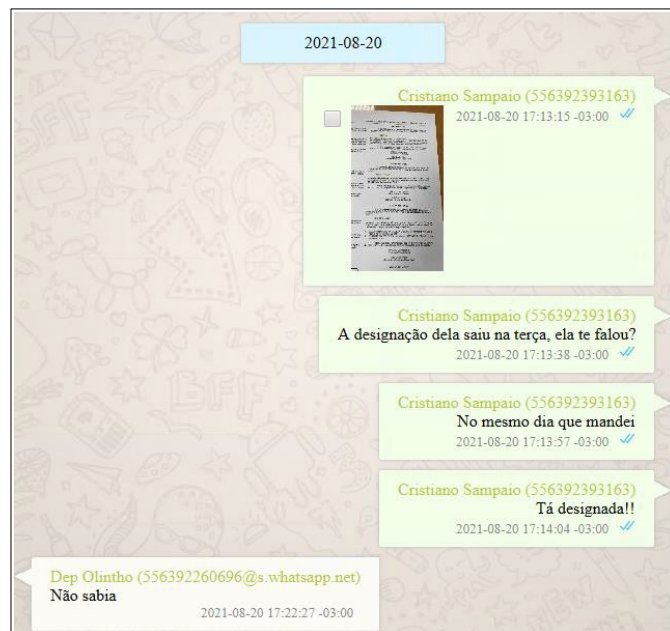 2021-08-20
Cristiano Sampaio (556392393163)
2021-08-20 17:13:15 -03:00
Cristiano Sampaio (556392393163)
A designação dela saiu na terça, ela te falou?
2021-08-20 17:13:38 -03:00
Cristiano Sampaio (556392393163)
No mesmo dia que mandei
2021-08-20 17:13:57 -03:00
Cristiano Sampaio (556392393163)
Tá designada!!
2021-08-20 17:14:04 -03:00
Dep Olintho (556392260696@s.whatsapp.net)
Não sabia
2021-08-20 17:22:27 -03:00